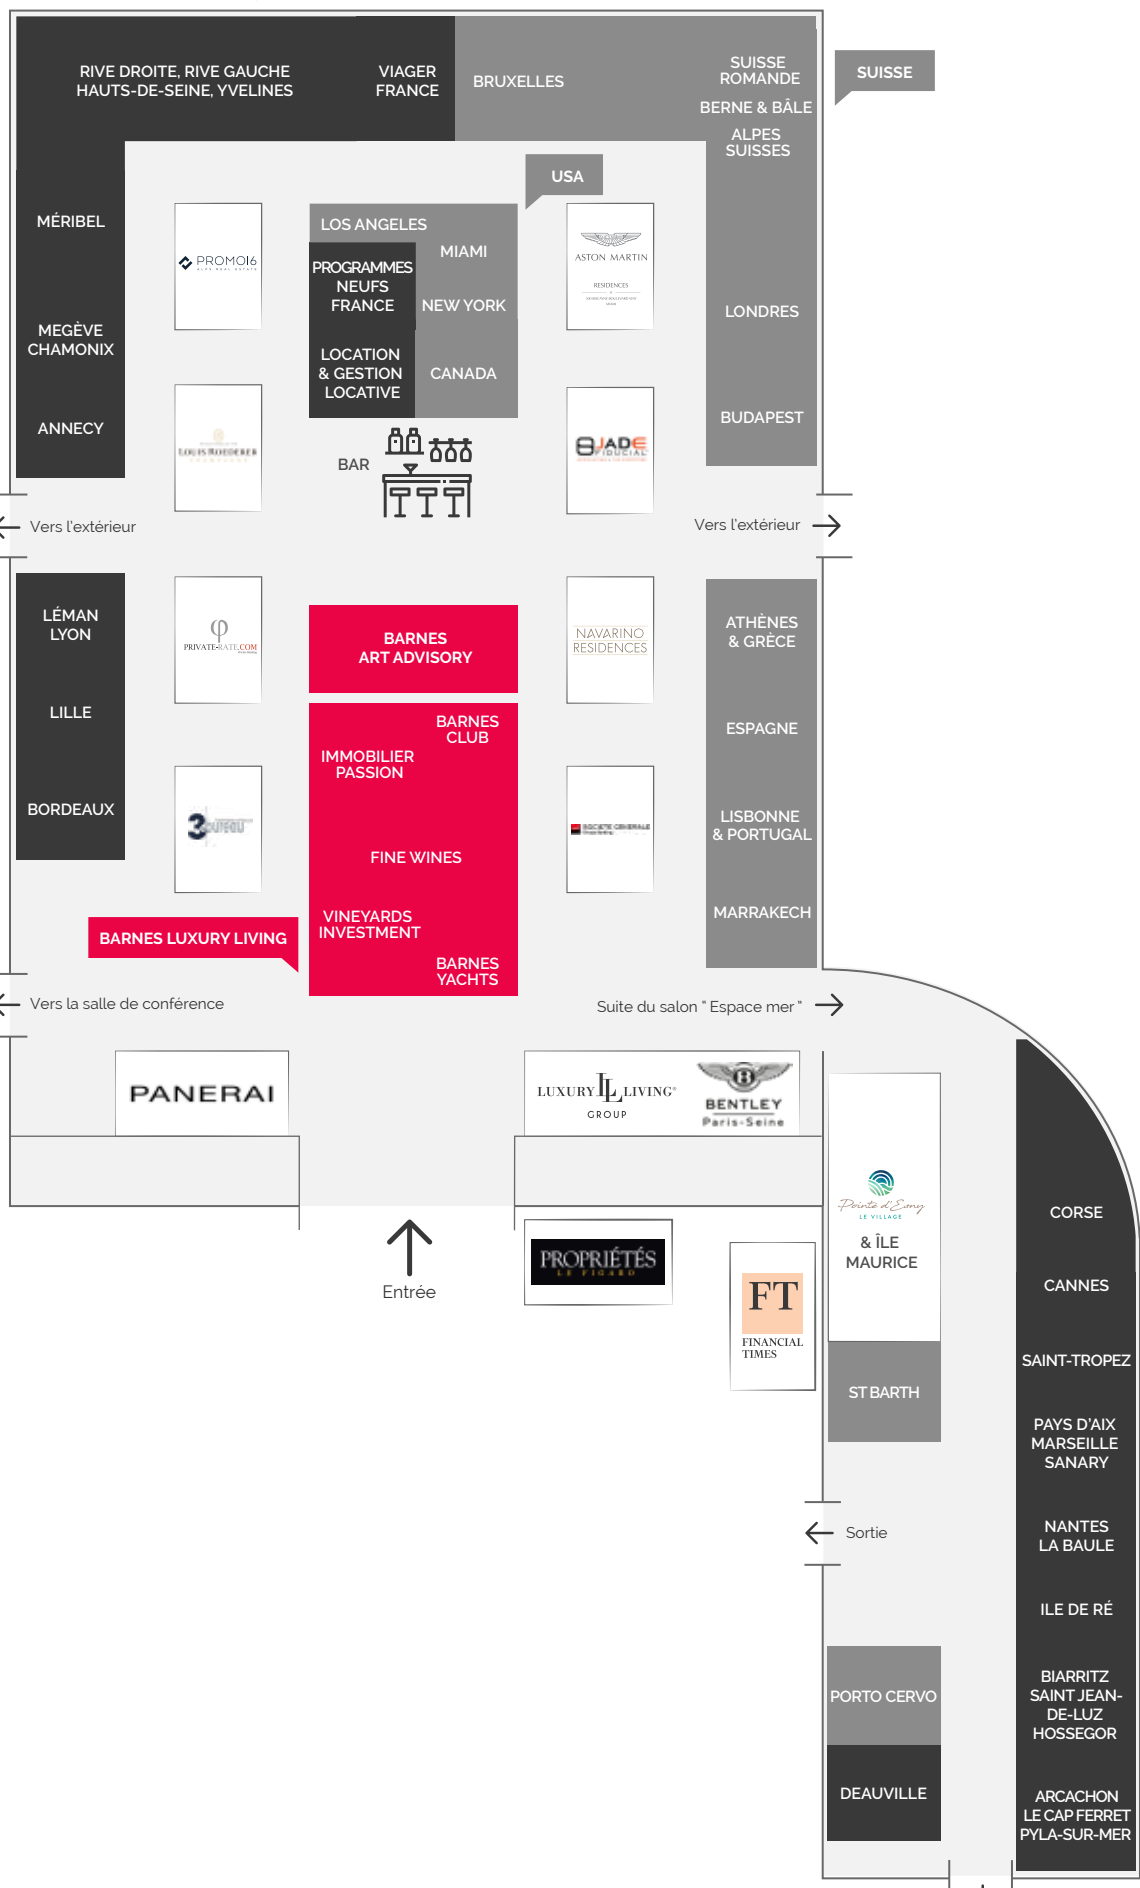 RIVE DROITE, RIVE GAUCHE
HAUTS-DE-SEINE, YVELINES
VIAGER
FRANCE
BRUXELLES
SUISSE
ROMANDE
BERNE & BÂLE
ALPES
SUISSES
SUISSE
USA
MÉRIBEL
MEGÈVE
CHAMONIX
ANNECY
PROMO16
ALPS REAL ESTATE
LOS ANGELES
MIAMI
PROGRAMMES
NEUFS
FRANCE
NEW YORK
LOCATION
& GESTION
LOCATIVE
CANADA
ASTON MARTIN
RESIDENCES
LONDRES
BUDAPEST
LOUIS ROEDERER
BAR
JADE
FIDUCIAL
Vers l'extérieur
Vers l'extérieur
LÉMAN
LYON
LILLE
BORDEAUX
PRIVATE-RATE.COM
BARNES
ART ADVISORY
NAVARINO
RESIDENCES
ATHÈNES
& GRÈCE
ESPAGNE
LISBONNE
& PORTUGAL
MARRAKECH
BARNES
CLUB
IMMOBILIER
PASSION
FINE WINES
VINEYARDS
INVESTMENT
BARNES
YACHTS
SOCIETE GENERALE
BARNES LUXURY LIVING
Vers la salle de conférence
Suite du salon " Espace mer "
PANERAI
LUXURY LL LIVING®
GROUP
B
BENTLEY
Paris-Seine
Pointe d'Esny
LE VILLAGE
& ÎLE
MAURICE
ST BARTH
Entrée
PROPRIÉTÉS
LE FIGARO
FT
FINANCIAL
TIMES
CORSE
CANNES
SAINT-TROPEZ
PAYS D'AIX
MARSEILLE
SANARY
NANTES
LA BAULE
ILE DE RÉ
BIARRITZ
SAINT JEAN-
DE-LUZ
HOSSEGOR
ARCACHON
LE CAP FERRET
PYLA-SUR-MER
Sortie
PORTO CERVO
DEAUVILLE